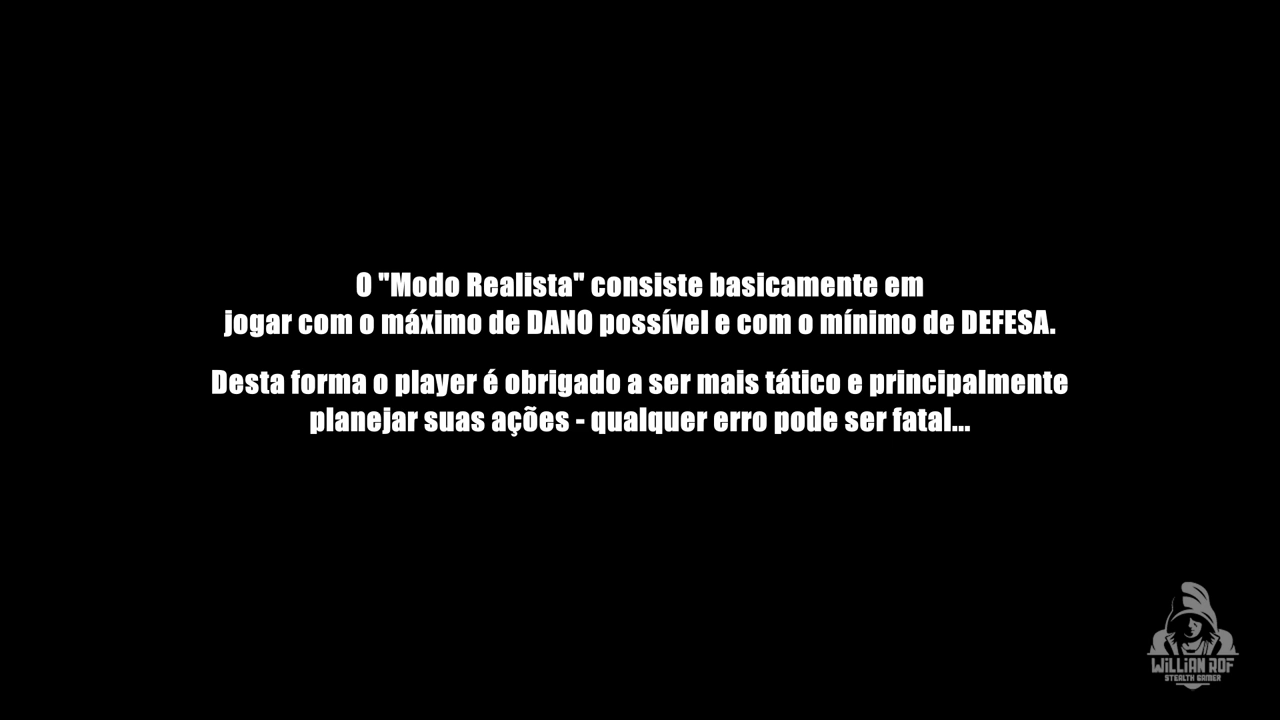 O "Modo Realista" consiste basicamente em
jogar com o máximo de DANO possível e com o mínimo de DEFESA.
Desta forma o player é obrigado a ser mais tático e principalmente
planejar suas ações - qualquer erro pode ser fatal...
WiLLiAN ROF
STEALTH GAMER